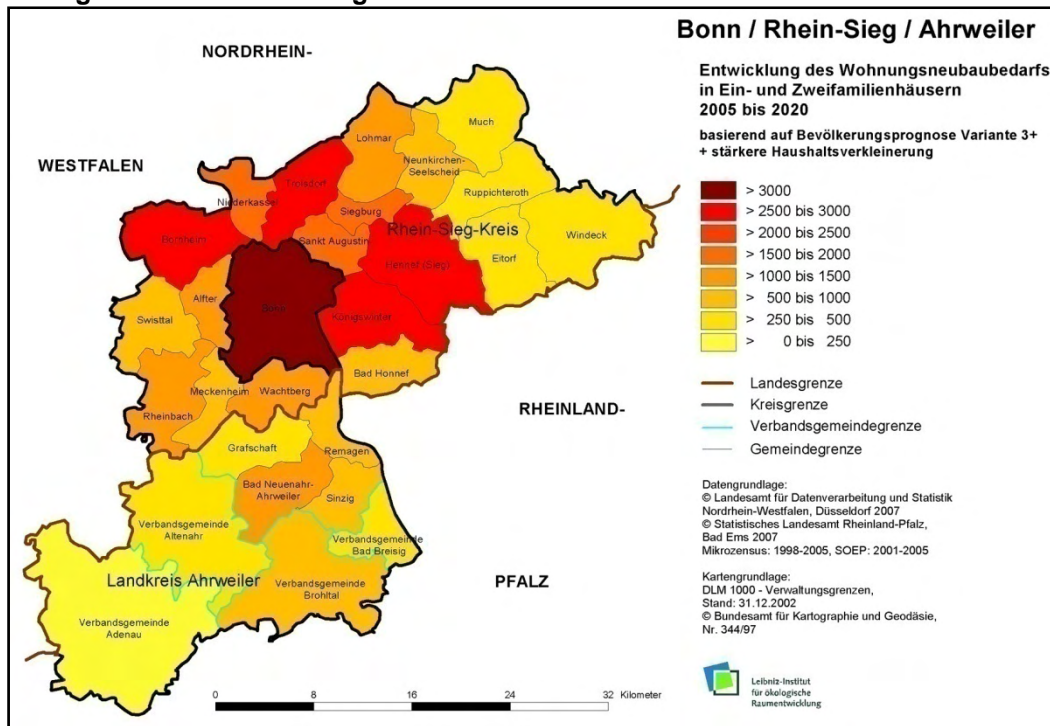 Bonn / Rhein-Sieg / Ahrweiler
Entwicklung des Wohnungsneubaubedarfs
in Ein- und Zweifamilienhäusern
2005 bis 2020
basierend auf Bevölkerungsprognose Variante 3+
+ stärkere Haushaltsverkleinerung
> 3000
> 2500 bis 3000
> 2000 bis 2500
> 1500 bis 2000
> 1000 bis 1500
> 500 bis 1000
> 250 bis 500
> 0 bis 250
Landesgrenze
Kreisgrenze
Verbandsgemeindegrenze
Gemeindegrenze
Datengrundlage:
© Landesamt für Datenverarbeitung und Statistik
Nordrhein-Westfalen, Düsseldorf 2007
© Statistisches Landesamt Rheinland-Pfalz,
Bad Ems 2007
Mikrozensus: 1998-2005, SOEP: 2001-2005
Kartengrundlage:
DLM 1000 - Verwaltungsgrenzen,
Stand: 31.12.2002
© Bundesamt für Kartographie und Geodäsie,
Nr. 344/97
Leibniz-Institut
für ökologische
Raumentwicklung
NORDRHEIN-
WESTFALEN
RHEINLAND-
PFALZ
Much
Lohmar
Neunkirchen-
Seelscheid
Troisdorf
Niederkassel
Ruppichteroth
Siegburg
Rhein-Sieg-Kreis
Windeck
Bornheim
Sankt Augustin
Hennef (Sieg)
Eitorf
Alfter
Bonn
Swisttal
Königswinter
Bad Honnef
Meckenheim
Wachtberg
Rheinbach
Grafschaft
Remagen
Bad Neuenahr-
Ahrweiler
Sinzig
Verbandsgemeinde
Altenahr
Verbandsgemeinde
Bad Breisig
Landkreis Ahrweiler
Verbandsgemeinde
Brohltal
Verbandsgemeinde
Adenau
0 8 16 24 32 Kilometer